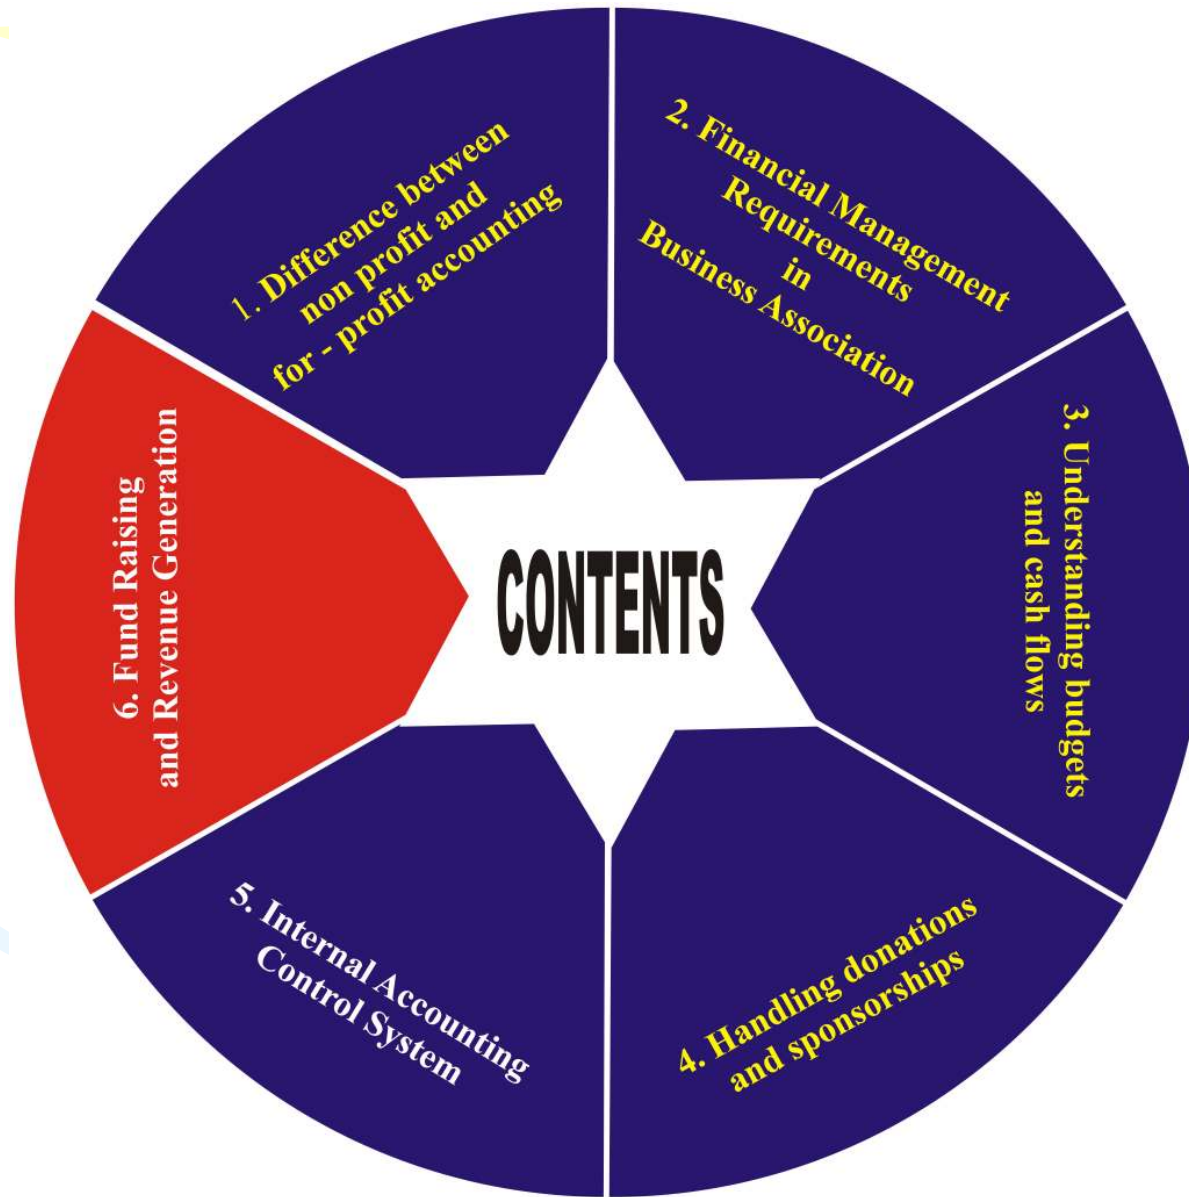 1. Difference between
non profit and
for - profit accounting
2. Financial Management
Requirements
in
Business Association
3. Understanding budgets
and cash flows
4. Handling donations
and sponsorships
5. Internal Accounting
Control System
6. Fund Raising
and Revenue Generation
CONTENTS